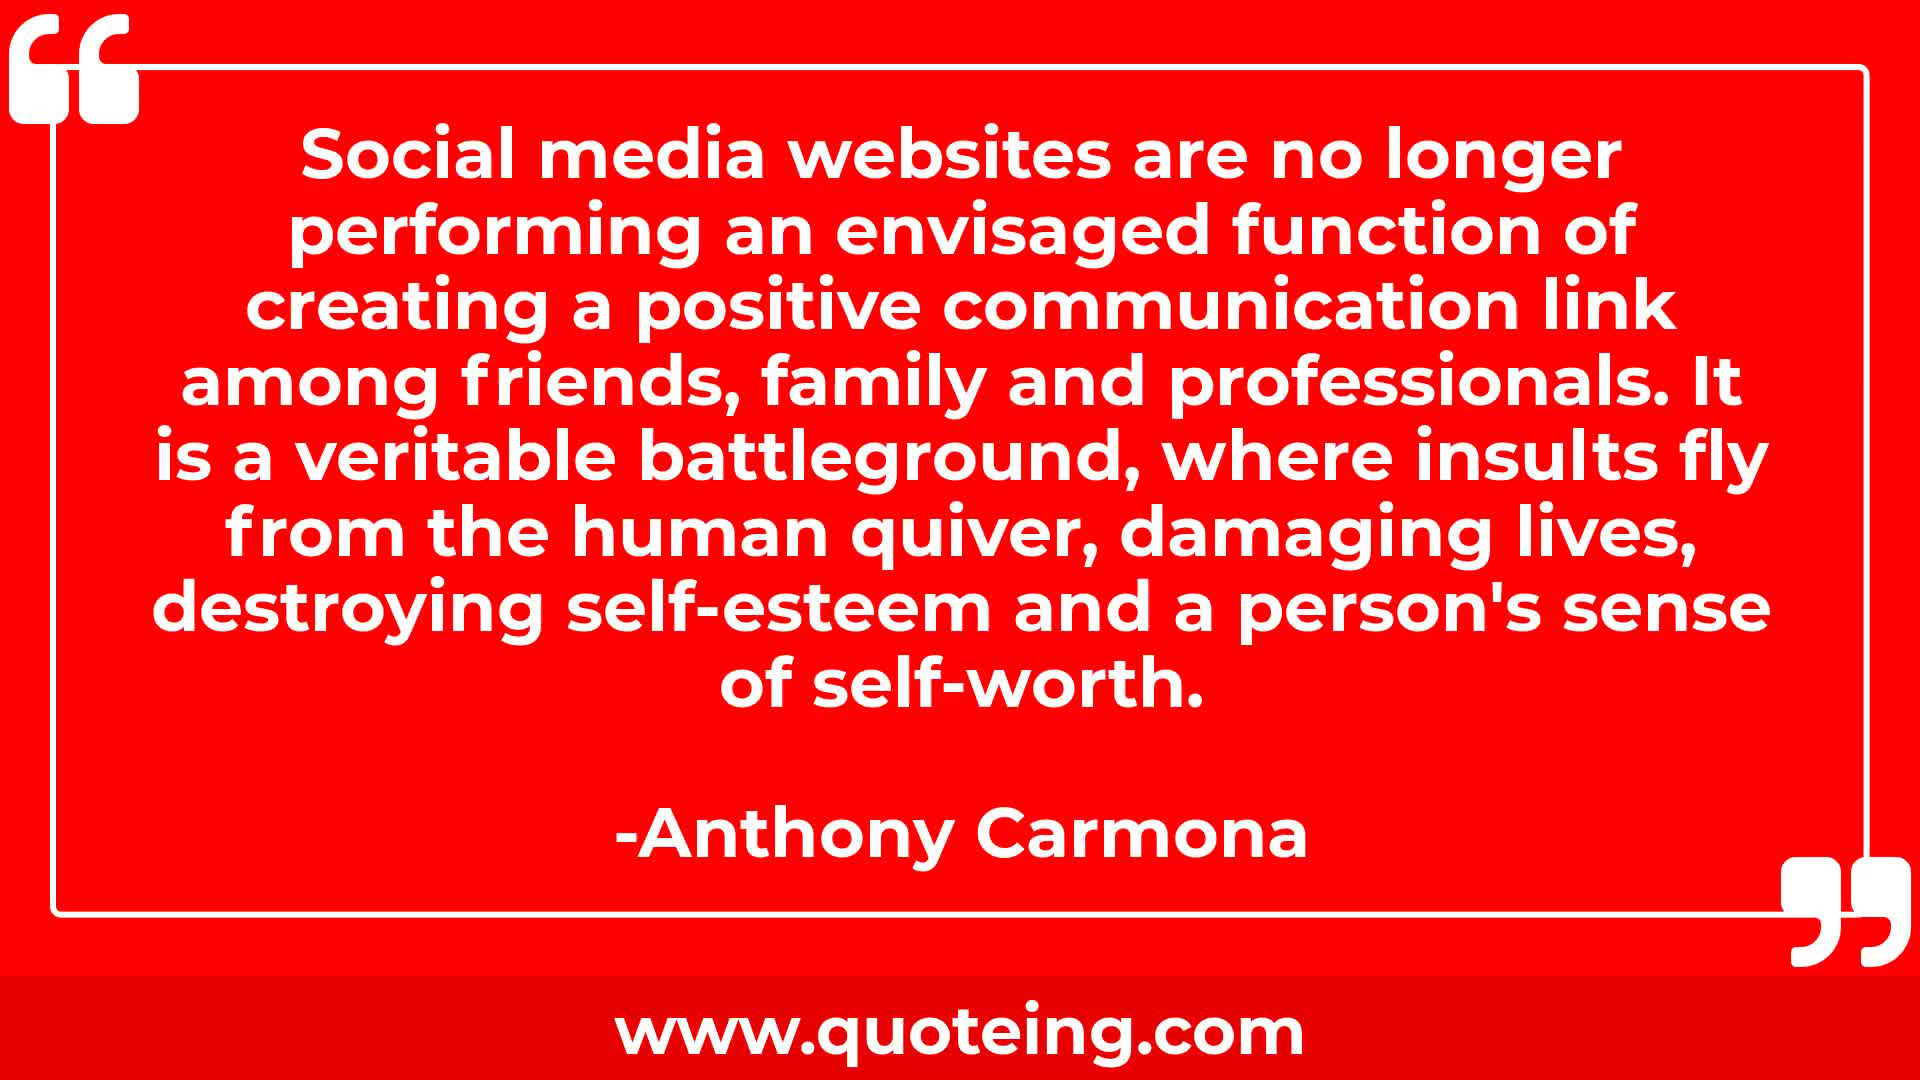 Social media websites are no longer
performing an envisaged function of
creating a positive communication link
among friends, family and professionals. It
is a veritable battleground, where insults fly
from the human quiver, damaging lives,
destroying self-esteem and a person's sense
of self-worth.
-Anthony Carmona
www.quoteing.com